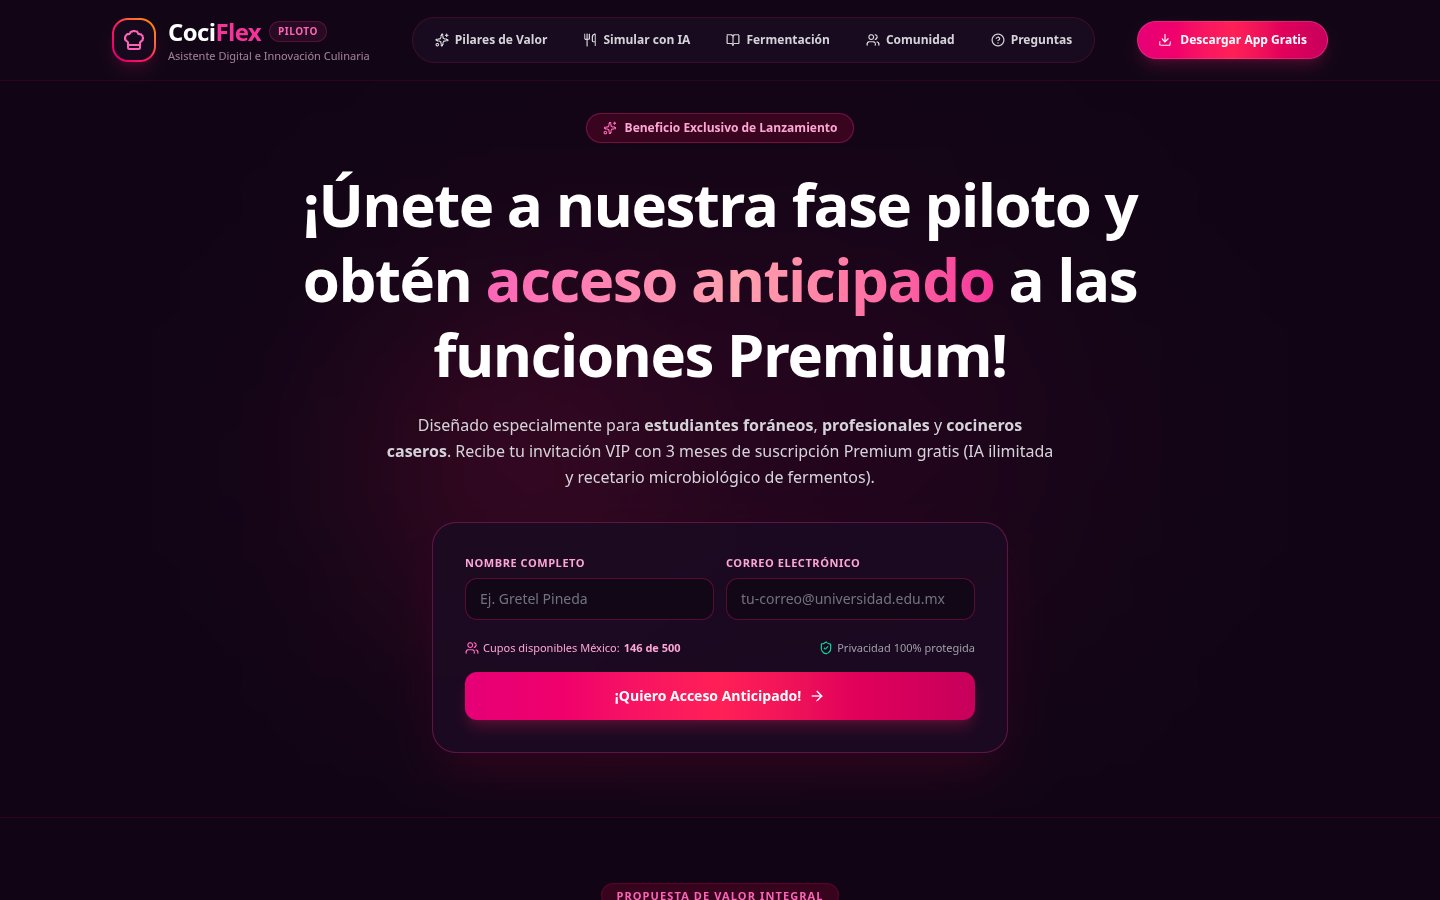 CociFlex PILOTO
Asistente Digital e Innovación Culinaria
Pilares de Valor
Simular con IA
Fermentación
Comunidad
Preguntas
Descargar App Gratis
Beneficio Exclusivo de Lanzamiento
¡Únete a nuestra fase piloto y
obtén acceso anticipado a las
funciones Premium!
Diseñado especialmente para estudiantes foráneos, profesionales y cocineros
caseros. Recibe tu invitación VIP con 3 meses de suscripción Premium gratis (IA ilimitada
y recetario microbiológico de fermentos).
NOMBRE COMPLETO
Ej. Gretel Pineda
CORREO ELECTRÓNICO
tu-correo@universidad.edu.mx
Cupos disponibles México: 146 de 500
Privacidad 100% protegida
¡Quiero Acceso Anticipado!
PROPUESTA DE VALOR INTEGRAL